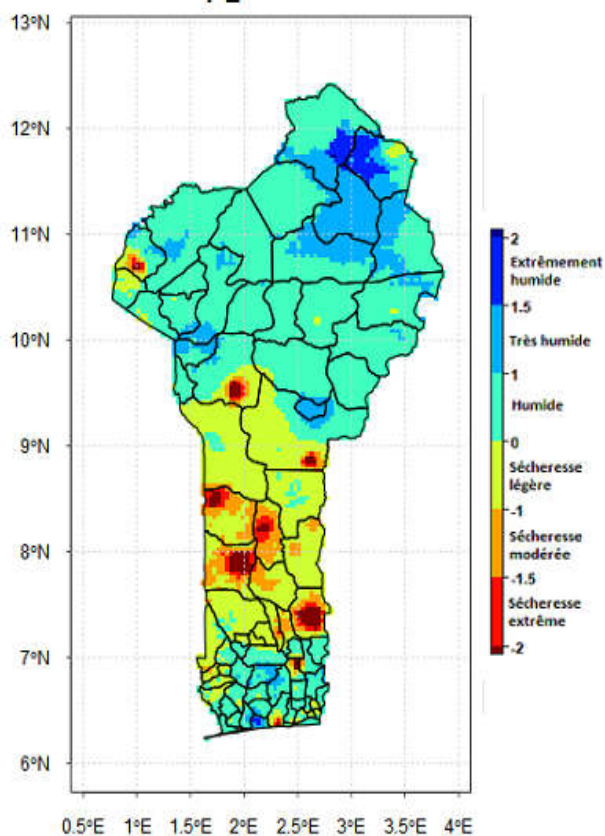 13°N
12°N
11°N
10°N
9°N
8°N
7°N
6°N
0.5°E 1°E 1.5°E 2°E 2.5°E 3°E 3.5°E 4°E
2
Extrêmement
humide
1.5
Très humide
1
Humide
0
Sécheresse
légère
-1
Sécheresse
modérée
-1.5
Sécheresse
extrême
-2